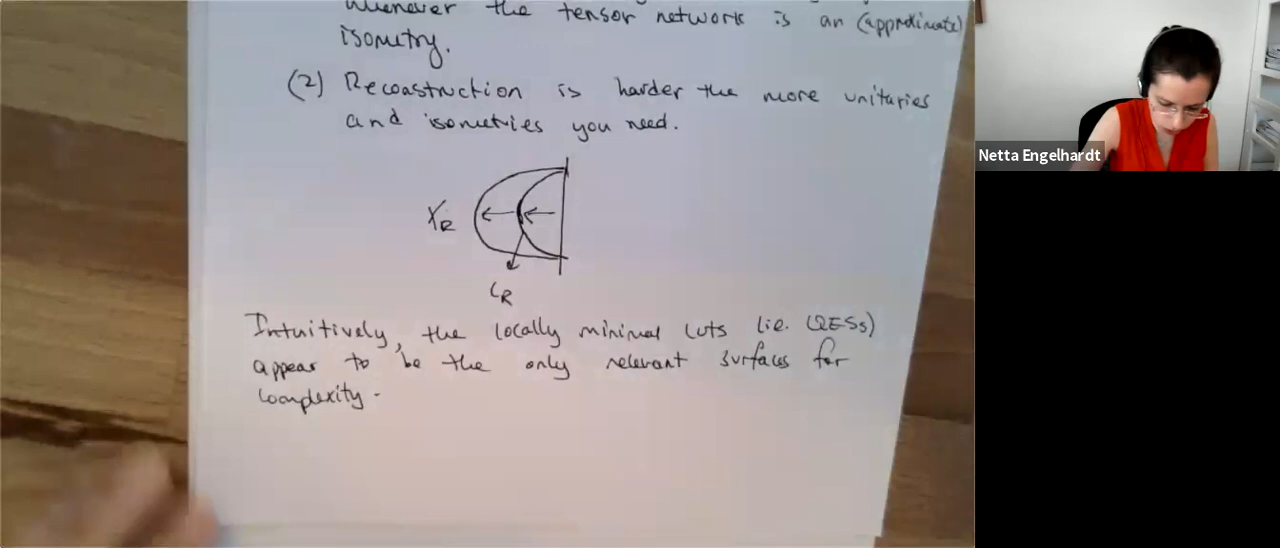 whenever the tensor network is an (approximate)
isometry.
(2) Reconstruction is harder the more unitaries
and isometries you need.
X_R
C_R
Intuitively, the locally minimal cuts (i.e. QESs)
appear to be the only relevant surfaces for
complexity.
Netta Engelhardt